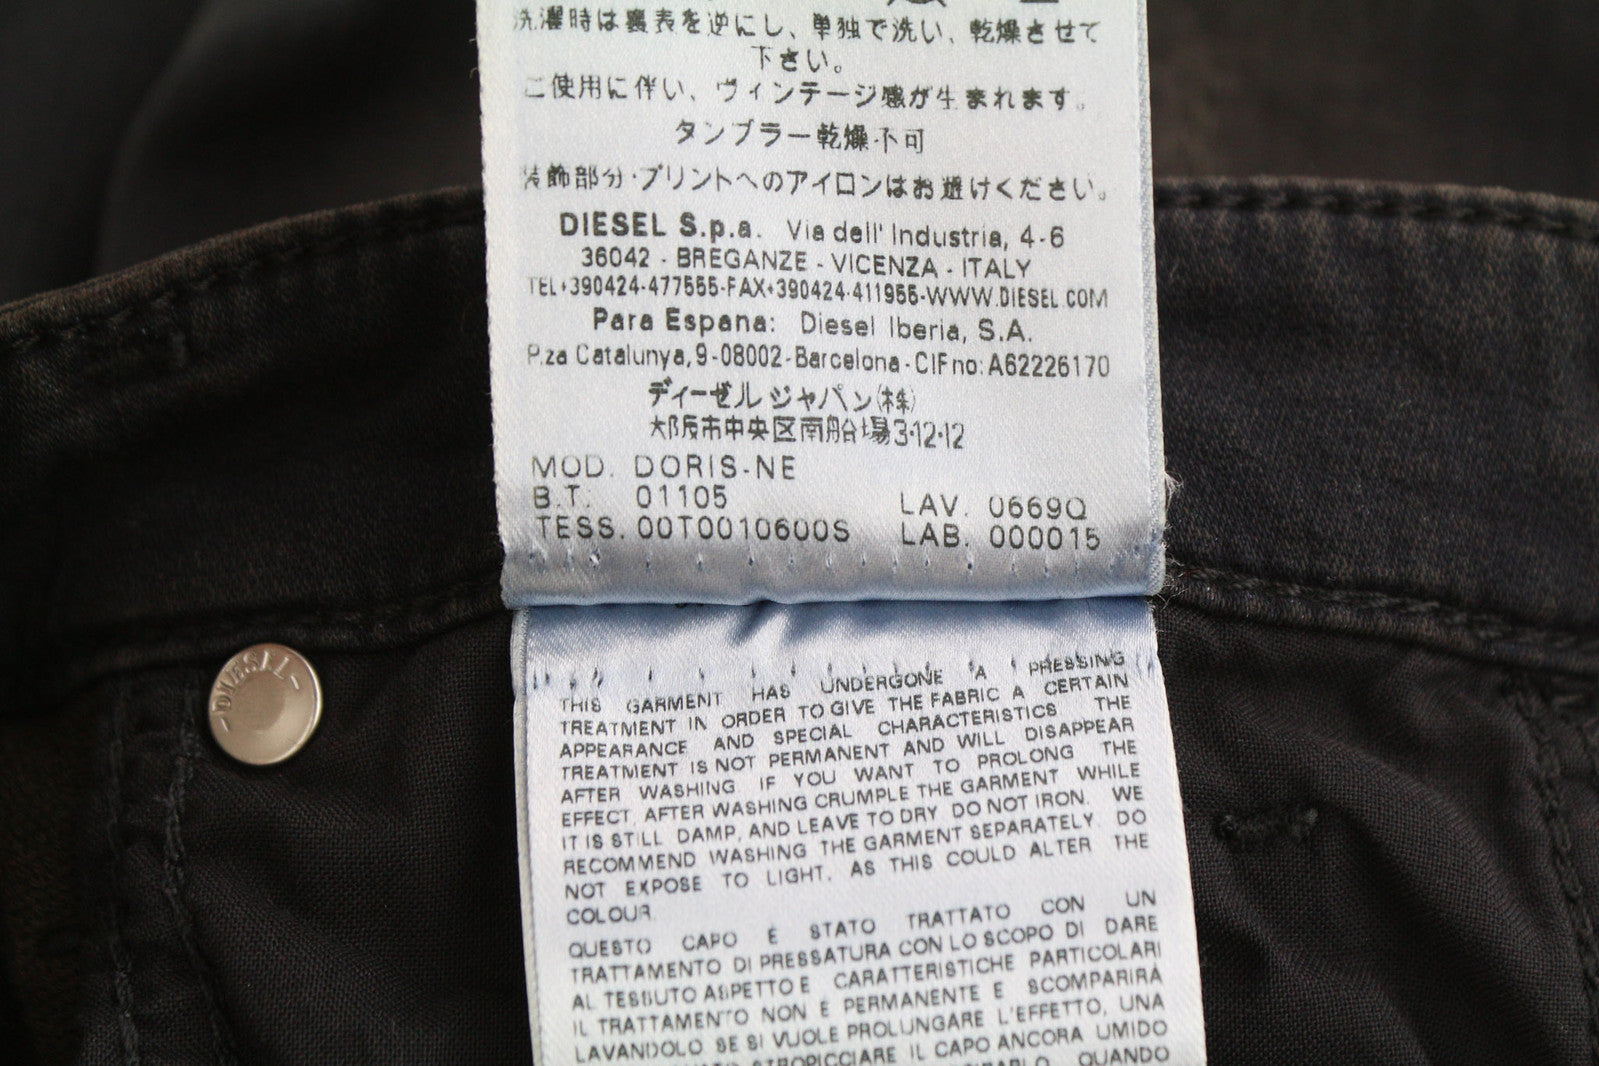 洗濯時は裏表を逆にし、単独で洗い、乾燥させて
下さい。
ご使用に伴い、ヴィンテージ感が生まれます。
タンブラー乾燥不可
装飾部分・プリントへのアイロンはお避けください。
DIESEL S.p.a. Via dell' Industria, 4-6
36042 - BREGANZE - VICENZA - ITALY
TEL+390424-477555-FAX+390424-411955-WWW.DIESEL.COM
Para Espana: Diesel Iberia, S.A.
P.za Catalunya, 9-08002-Barcelona-CIF no: A62226170
ディーゼル ジャパン(株)
大阪市中央区南船場3-12-12
MOD. DORIS-NE
B.T. 01105 LAV. 0669Q
TESS. 00T0010600S LAB. 000015
DIESEL
THIS GARMENT HAS UNDERGONE A PRESSING
TREATMENT IN ORDER TO GIVE THE FABRIC A CERTAIN
APPEARANCE AND SPECIAL CHARACTERISTICS THE
TREATMENT IS NOT PERMANENT AND WILL DISAPPEAR
AFTER WASHING. IF YOU WANT TO PROLONG THE
EFFECT, AFTER WASHING CRUMPLE THE GARMENT WHILE
IT IS STILL DAMP, AND LEAVE TO DRY. DO NOT IRON. WE
RECOMMEND WASHING THE GARMENT SEPARATELY. DO
NOT EXPOSE TO LIGHT, AS THIS COULD ALTER THE
COLOUR.
QUESTO CAPO È STATO TRATTATO CON UN
TRATTAMENTO DI PRESSATURA CON LO SCOPO DI DARE
AL TESSUTO ASPETTO E CARATTERISTICHE PARTICOLARI
IL TRATTAMENTO NON È PERMANENTE E SCOMPARIRÀ
LAVANDOLO SE SI VUOLE PROLUNGARE L'EFFETTO, UNA
STROPICCIARE IL CAPO ANCORA UMIDO
QUANDO